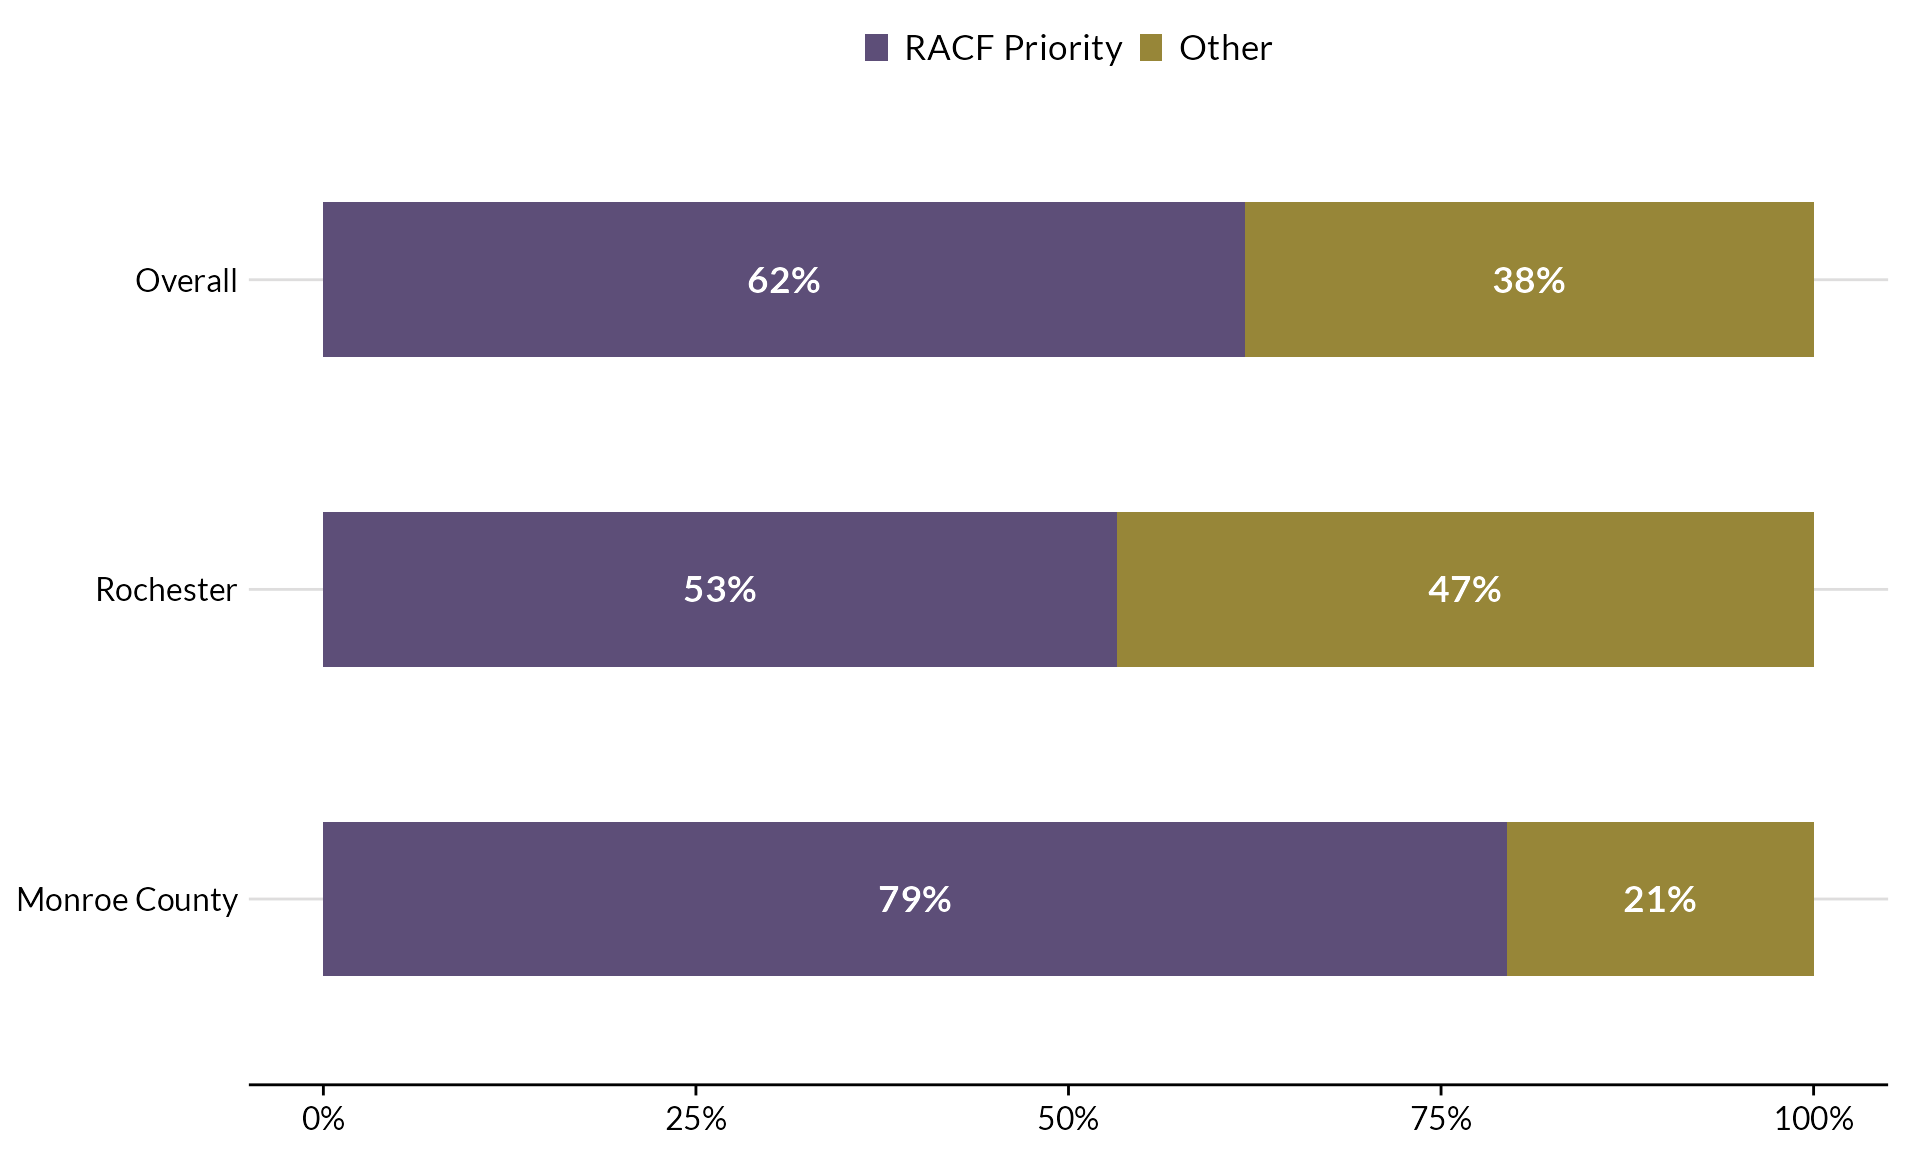 RACF Priority Other
Overall 62% 38%
Rochester 53% 47%
Monroe County 79% 21%
0% 25% 50% 75% 100%